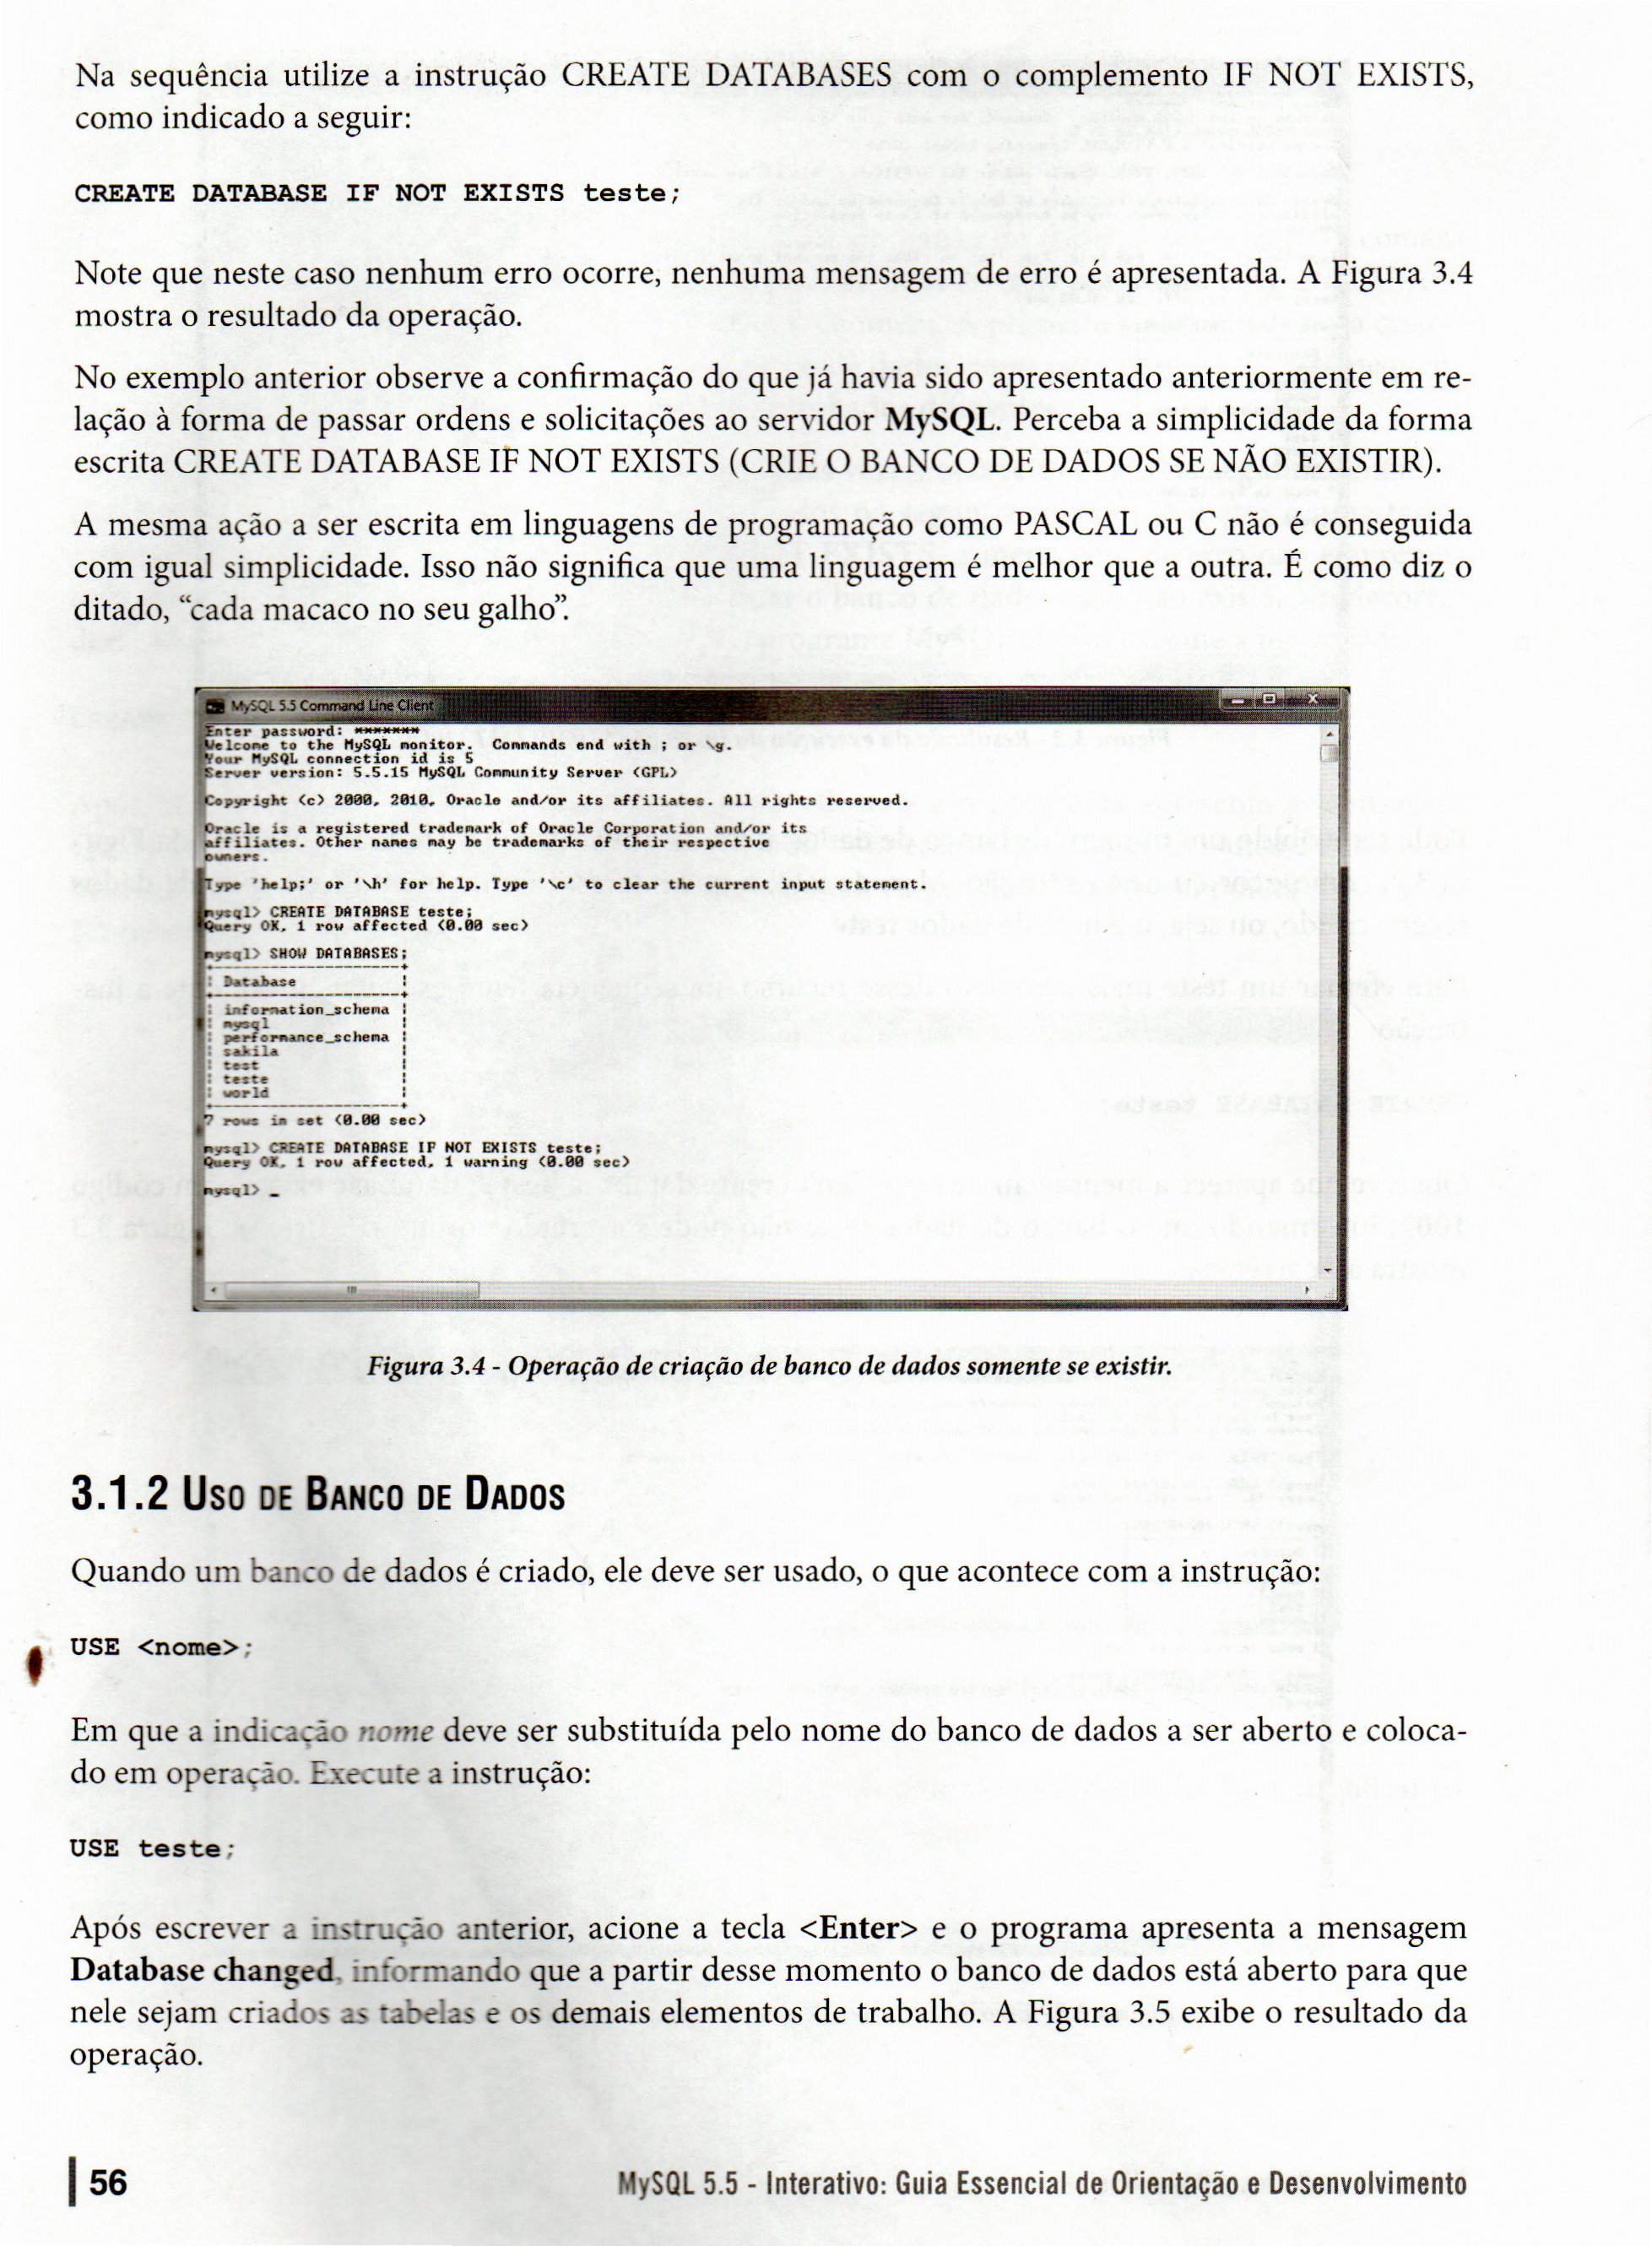 Na sequência utilize a instrução CREATE DATABASES com o complemento IF NOT EXISTS,
como indicado a seguir:
CREATE DATABASE IF NOT EXISTS teste;
Note que neste caso nenhum erro ocorre, nenhuma mensagem de erro é apresentada. A Figura 3.4
mostra o resultado da operação.
No exemplo anterior observe a confirmação do que já havia sido apresentado anteriormente em re-
lação à forma de passar ordens e solicitações ao servidor MySQL. Perceba a simplicidade da forma
escrita CREATE DATABASE IF NOT EXISTS (CRIE O BANCO DE DADOS SE NÃO EXISTIR).
A mesma ação a ser escrita em linguagens de programação como PASCAL ou C não é conseguida
com igual simplicidade. Isso não significa que uma linguagem é melhor que a outra. É como diz o
ditado, “cada macaco no seu galho”.
MySQL 5.5 Command Line Client
Enter password: *******
Welcome to the MySQL monitor.  Commands end with ; or \g.
Your MySQL connection id is 5
Server version: 5.5.15 MySQL Community Server (GPL)
Copyright (c) 2000, 2010, Oracle and/or its affiliates. All rights reserved.
Oracle is a registered trademark of Oracle Corporation and/or its
affiliates. Other names may be trademarks of their respective
owners.
Type 'help;' or '\h' for help. Type '\c' to clear the current input statement.
mysql> CREATE DATABASE teste;
Query OK, 1 row affected (0.00 sec)
mysql> SHOW DATABASES;
+--------------------+
| Database           |
+--------------------+
| information_schema |
| mysql              |
| performance_schema |
| sakila             |
| test               |
| teste              |
| world              |
+--------------------+
7 rows in set (0.00 sec)
mysql> CREATE DATABASE IF NOT EXISTS teste;
Query OK, 1 row affected, 1 warning (0.00 sec)
mysql> _
Figura 3.4 - Operação de criação de banco de dados somente se existir.
3.1.2 Uso de Banco de Dados
Quando um banco de dados é criado, ele deve ser usado, o que acontece com a instrução:
USE <nome>;
Em que a indicação nome deve ser substituída pelo nome do banco de dados a ser aberto e coloca-
do em operação. Execute a instrução:
USE teste;
Após escrever a instrução anterior, acione a tecla <Enter> e o programa apresenta a mensagem
Database changed, informando que a partir desse momento o banco de dados está aberto para que
nele sejam criados as tabelas e os demais elementos de trabalho. A Figura 3.5 exibe o resultado da
operação.
56
MySQL 5.5 - Interativo: Guia Essencial de Orientação e Desenvolvimento